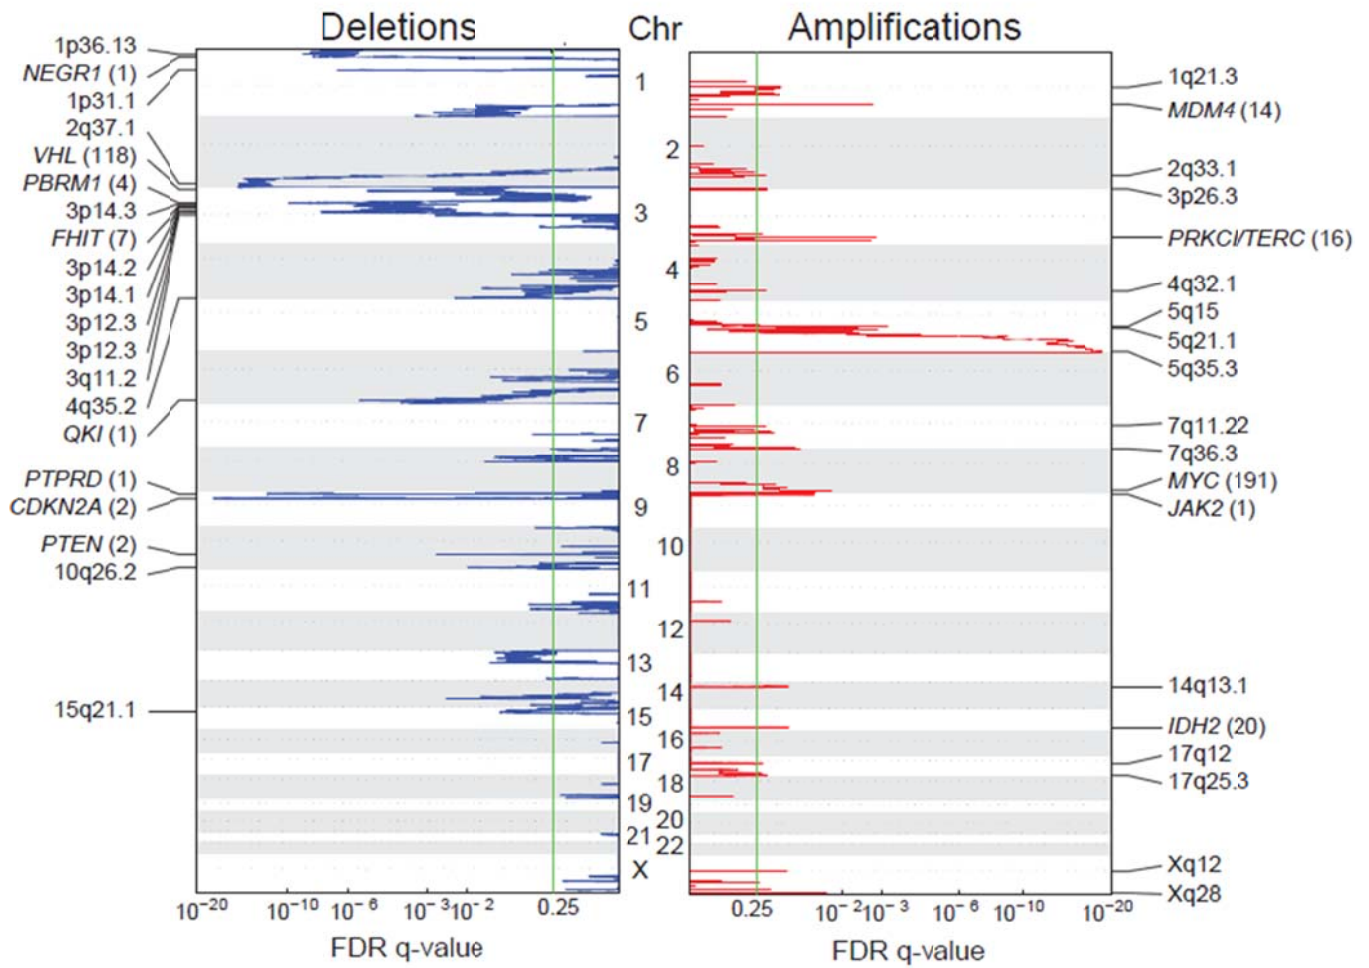 Deletions
Chr
Amplifications
1p36.13
NEGR1 (1)
1p31.1
2q37.1
VHL (118)
PBRM1 (4)
3p14.3
FHIT (7)
3p14.2
3p14.1
3p12.3
3p12.3
3q11.2
4q35.2
QKI (1)
PTPRD (1)
CDKN2A (2)
PTEN (2)
10q26.2
15q21.1
1
2
3
4
5
6
7
8
9
10
11
12
13
14
15
16
17
18
19
20
21
22
X
1q21.3
MDM4 (14)
2q33.1
3p26.3
PRKCI/TERC (16)
4q32.1
5q15
5q21.1
5q35.3
7q11.22
7q36.3
MYC (191)
JAK2 (1)
14q13.1
IDH2 (20)
17q12
17q25.3
Xq12
Xq28
10⁻²⁰ 10⁻¹⁰ 10⁻⁶ 10⁻³ 10⁻² 0.25
0.25 10⁻² 10⁻³ 10⁻⁶ 10⁻¹⁰ 10⁻²⁰
FDR q-value
FDR q-value